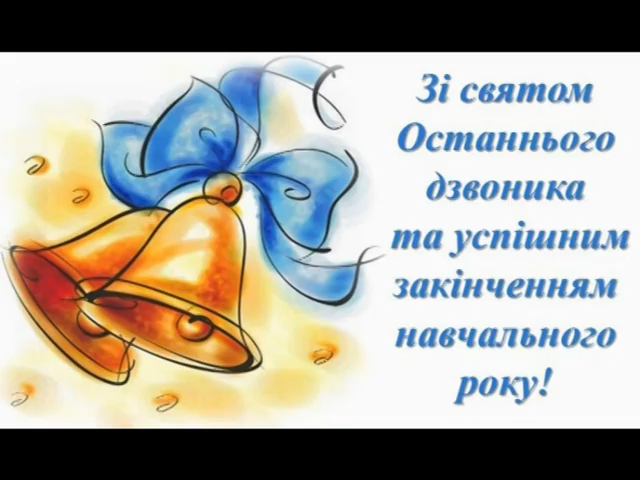 Зі святом
Останнього
дзвоника
та успішним
закінченням
навчального
року!